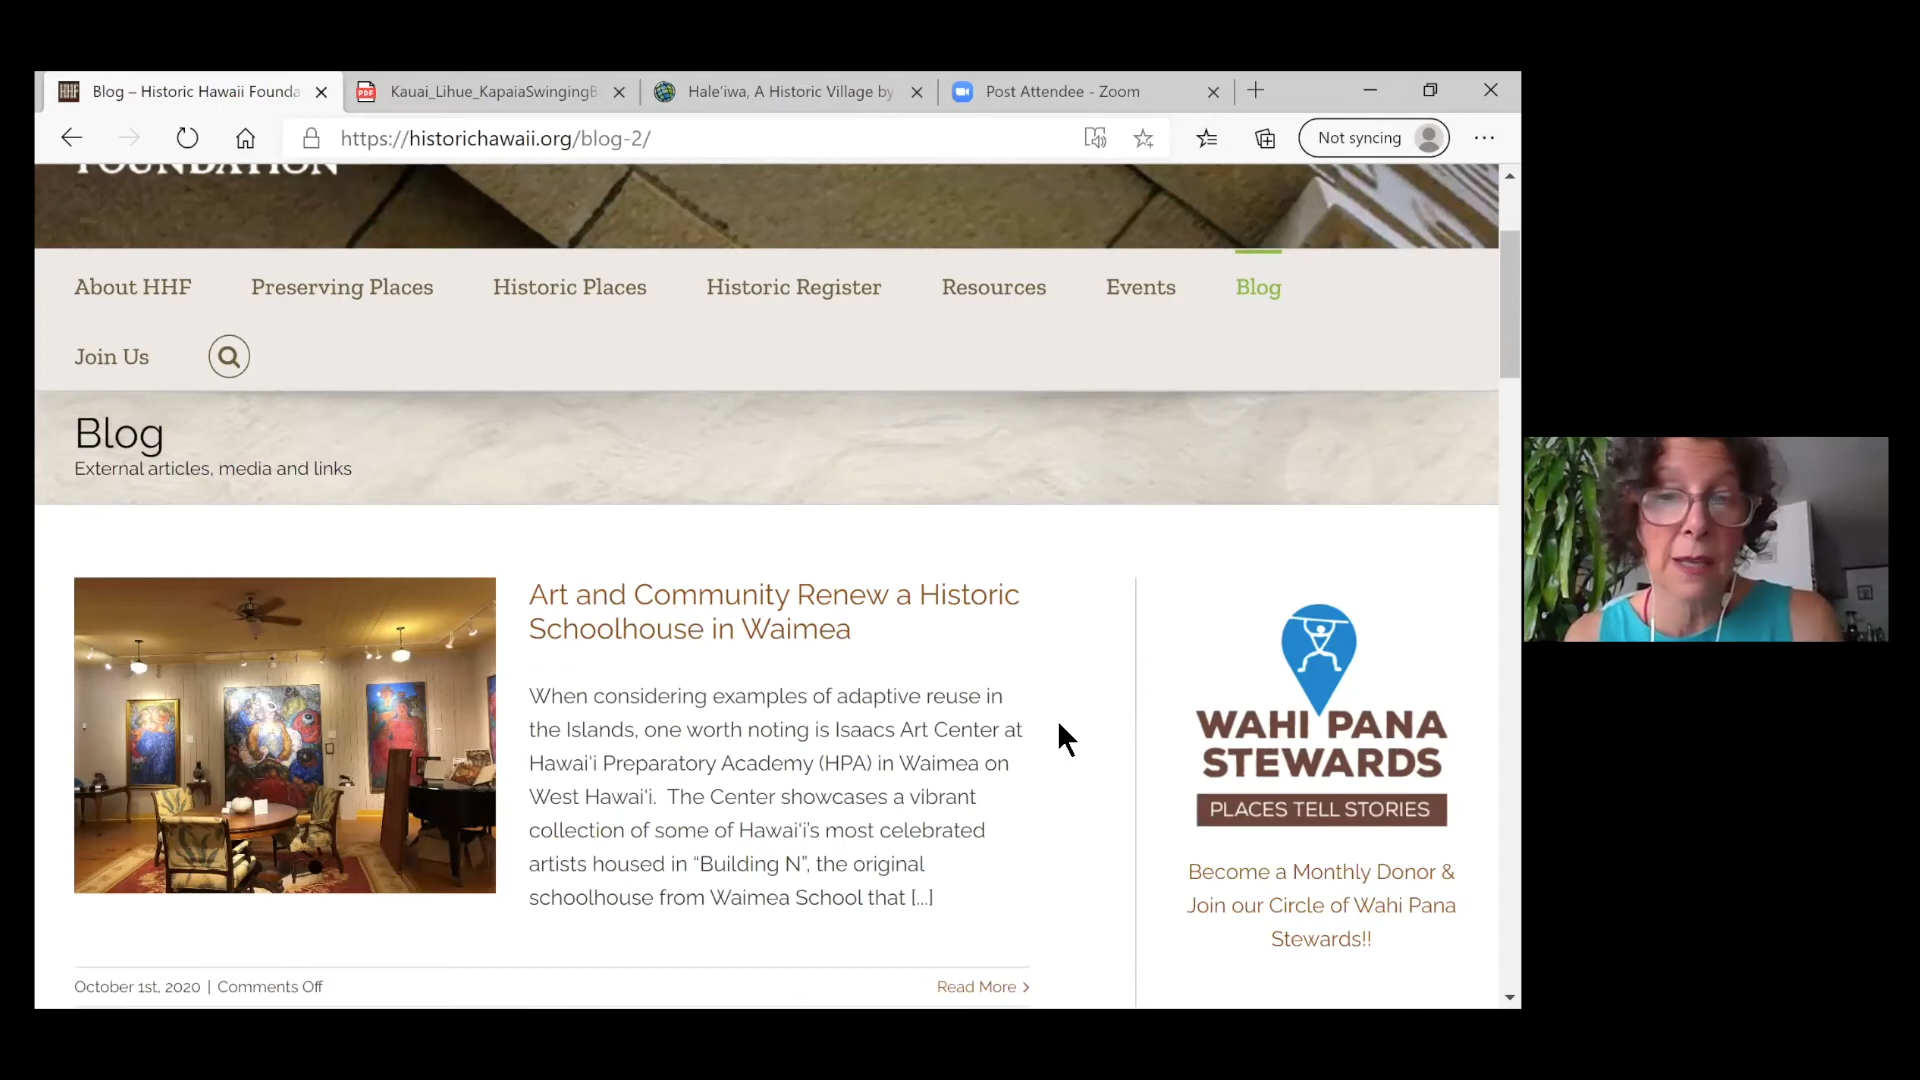 Blog – Historic Hawaii Founda
Kauai_Lihue_KapaiaSwingingB
Hale'iwa, A Historic Village by
Post Attendee - Zoom
https://historichawaii.org/blog-2/
Not syncing
FOUNDATION
About HHF
Preserving Places
Historic Places
Historic Register
Resources
Events
Blog
Join Us
Blog
External articles, media and links
Art and Community Renew a Historic
Schoolhouse in Waimea
When considering examples of adaptive reuse in
the Islands, one worth noting is Isaacs Art Center at
Hawai'i Preparatory Academy (HPA) in Waimea on
West Hawai'i. The Center showcases a vibrant
collection of some of Hawai'i's most celebrated
artists housed in “Building N”, the original
schoolhouse from Waimea School that [...]
October 1st, 2020 | Comments Off
Read More >
WAHI PANA
STEWARDS
PLACES TELL STORIES
Become a Monthly Donor &
Join our Circle of Wahi Pana
Stewards!!
HHF
PDF